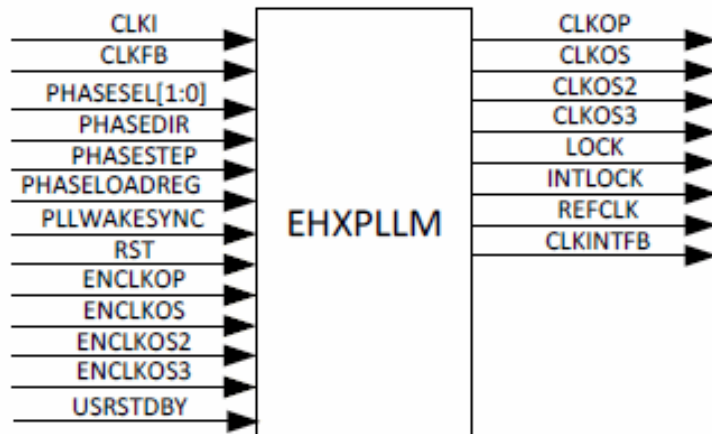 CLKI
CLKFB
PHASESEL[1:0]
PHASEDIR
PHASESTEP
PHASELOADREG
PLLWAKESYNC
RST
ENCLKOP
ENCLKOS
ENCLKOS2
ENCLKOS3
USRSTDBY
EHXPLLM
CLKOP
CLKOS
CLKOS2
CLKOS3
LOCK
INTLOCK
REFCLK
CLKINTFB